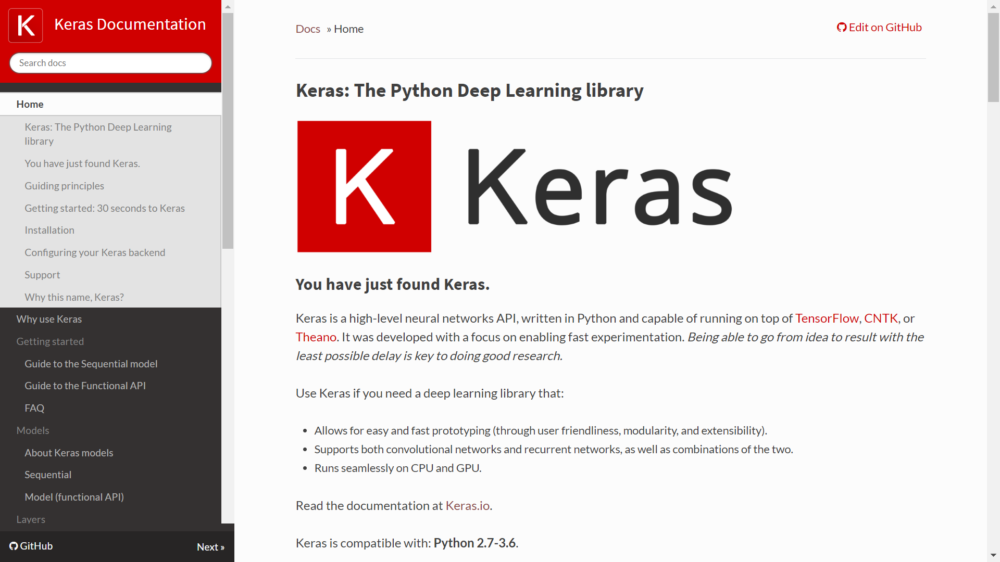 K
Keras Documentation
Search docs
Home
Keras: The Python Deep Learning
library
You have just found Keras.
Guiding principles
Getting started: 30 seconds to Keras
Installation
Configuring your Keras backend
Support
Why this name, Keras?
Why use Keras
Getting started
Guide to the Sequential model
Guide to the Functional API
FAQ
Models
About Keras models
Sequential
Model (functional API)
Layers
GitHub
Next »
Docs » Home
Edit on GitHub
Keras: The Python Deep Learning library
K Keras
You have just found Keras.
Keras is a high-level neural networks API, written in Python and capable of running on top of TensorFlow, CNTK, or
Theano. It was developed with a focus on enabling fast experimentation. Being able to go from idea to result with the
least possible delay is key to doing good research.
Use Keras if you need a deep learning library that:
• Allows for easy and fast prototyping (through user friendliness, modularity, and extensibility).
• Supports both convolutional networks and recurrent networks, as well as combinations of the two.
• Runs seamlessly on CPU and GPU.
Read the documentation at Keras.io.
Keras is compatible with: Python 2.7-3.6.